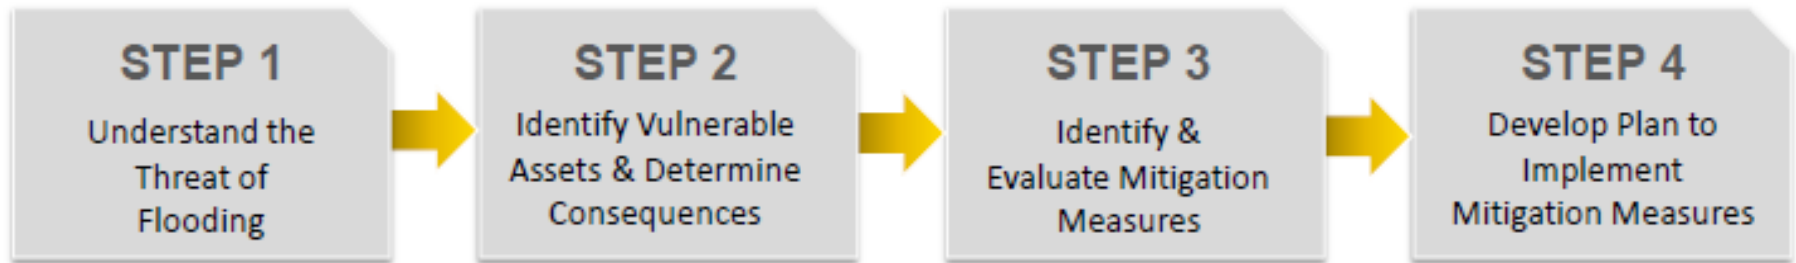 STEP 1
Understand the
Threat of
Flooding
STEP 2
Identify Vulnerable
Assets & Determine
Consequences
STEP 3
Identify &
Evaluate Mitigation
Measures
STEP 4
Develop Plan to
Implement
Mitigation Measures